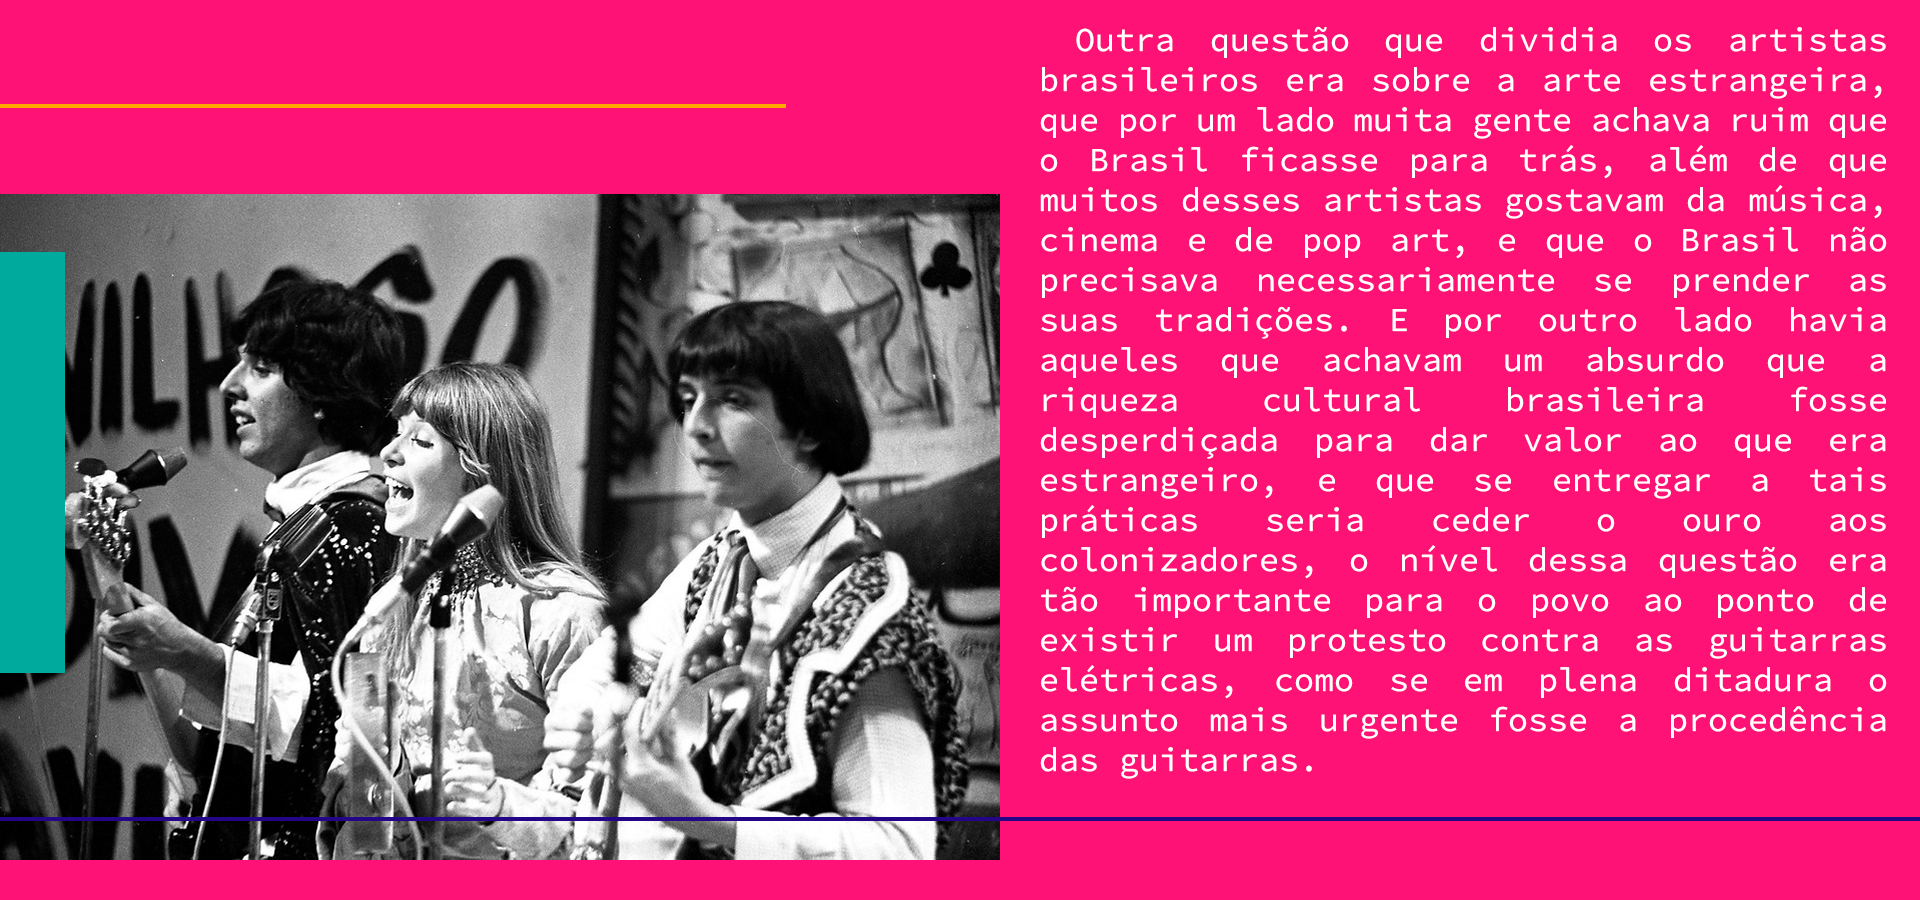 Outra questão que dividia os artistas
brasileiros era sobre a arte estrangeira,
que por um lado muita gente achava ruim que
o Brasil ficasse para trás, além de que
muitos desses artistas gostavam da música,
cinema e de pop art, e que o Brasil não
precisava necessariamente se prender as
suas tradições. E por outro lado havia
aqueles que achavam um absurdo que a
riqueza cultural brasileira fosse
desperdiçada para dar valor ao que era
estrangeiro, e que se entregar a tais
práticas seria ceder o ouro aos
colonizadores, o nível dessa questão era
tão importante para o povo ao ponto de
existir um protesto contra as guitarras
elétricas, como se em plena ditadura o
assunto mais urgente fosse a procedência
das guitarras.